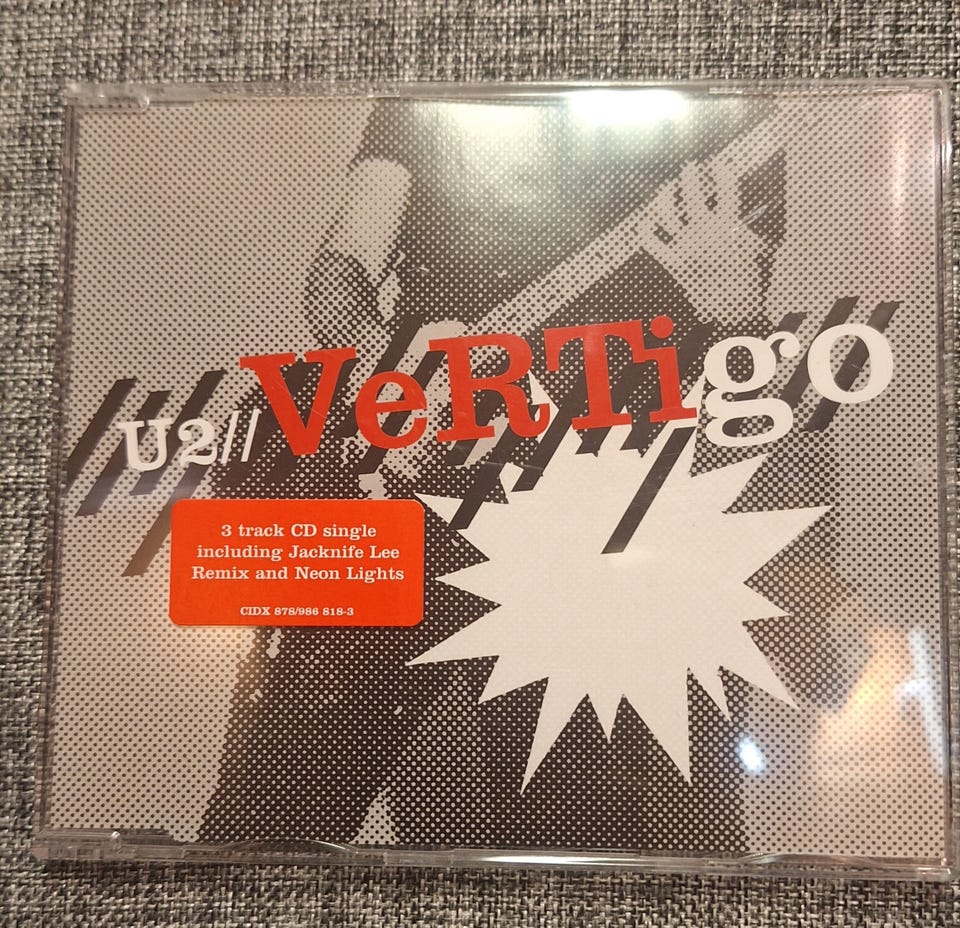 U2// VeRTigo
3 track CD single
including Jacknife Lee
Remix and Neon Lights
CIDX 878/986 818-3